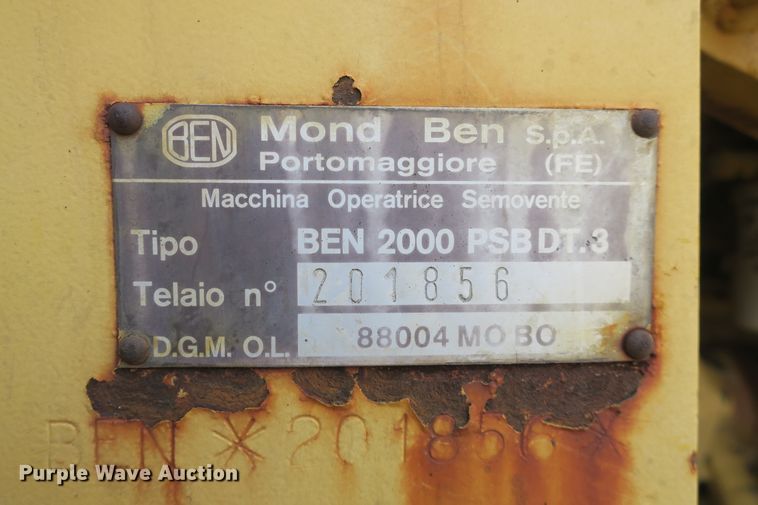 BEN Mond Ben S.p.A.
Portomaggiore (FE)
Macchina Operatrice Semovente
Tipo BEN 2000 PSB DT.3
Telaio n° 201856
D.G.M. O.L. 88004 MO BO
BEN * 201856 *
Purple Wave Auction